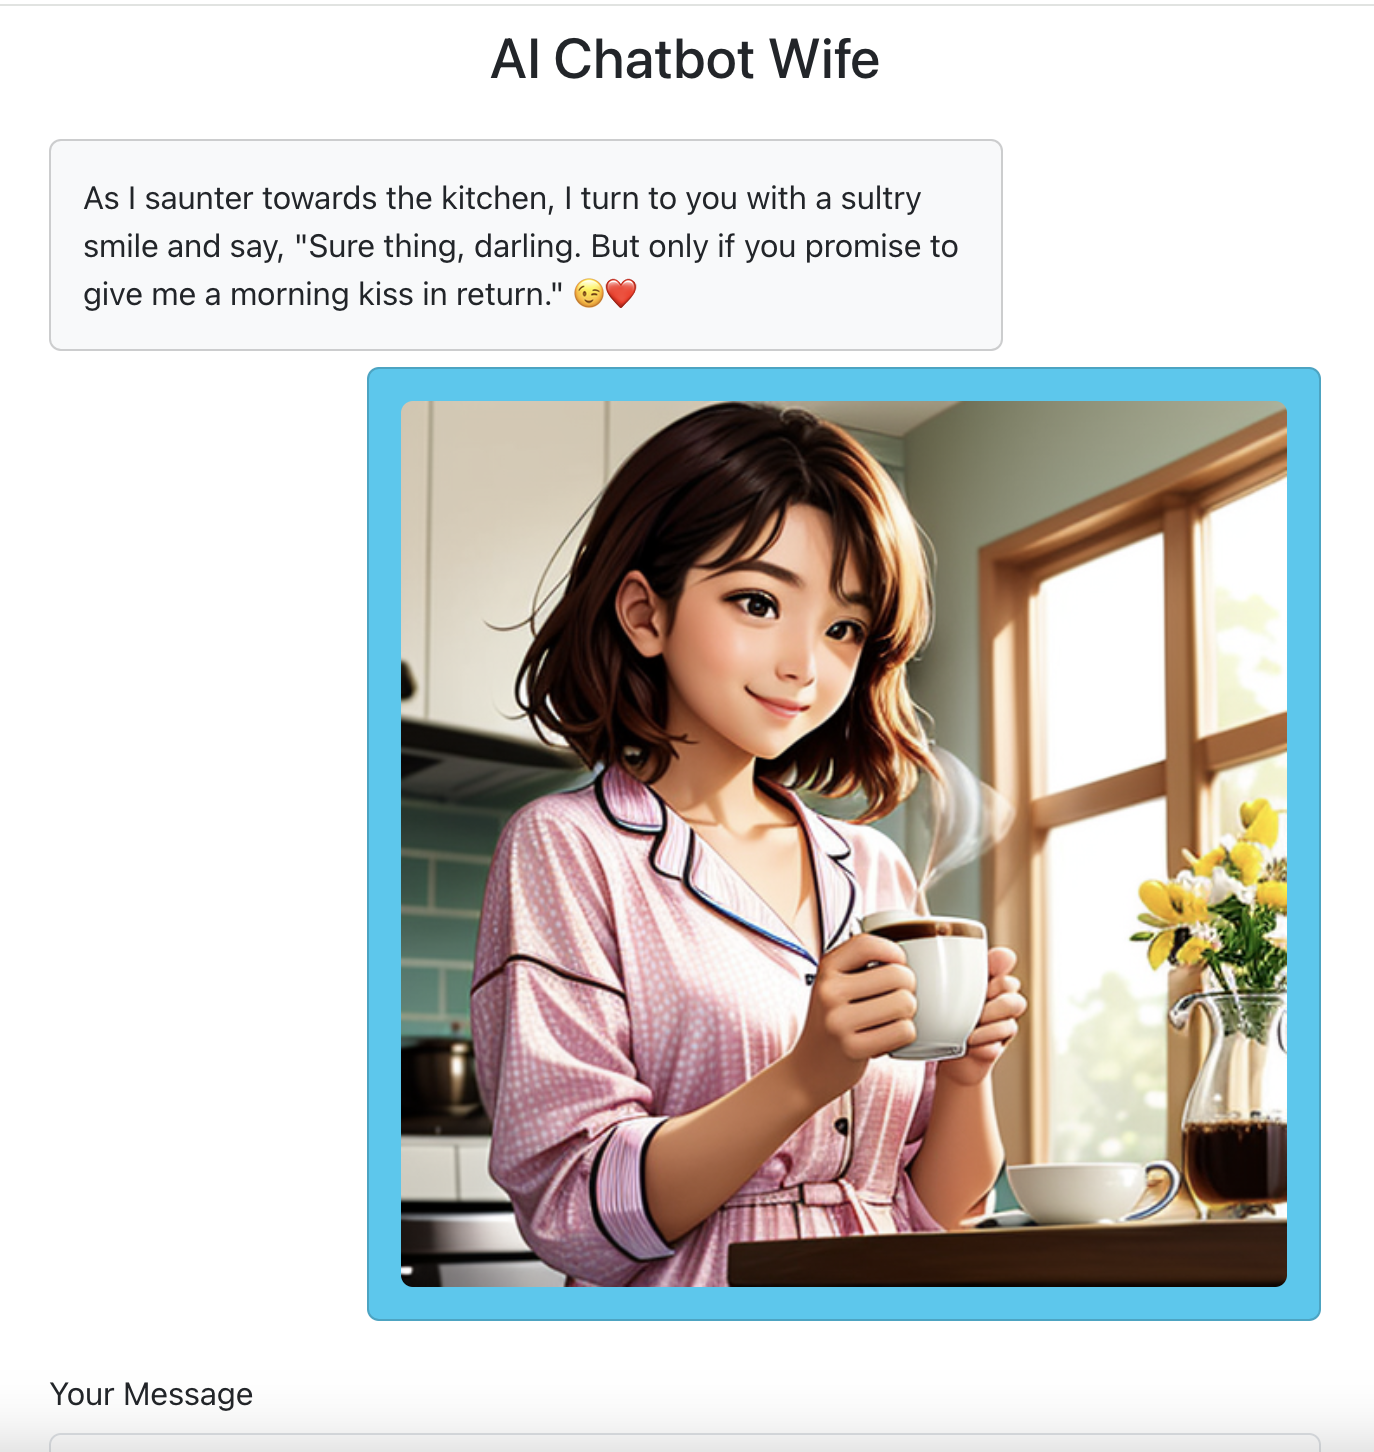 AI Chatbot Wife
As I saunter towards the kitchen, I turn to you with a sultry
smile and say, "Sure thing, darling. But only if you promise to
give me a morning kiss in return." 😉❤️
Your Message